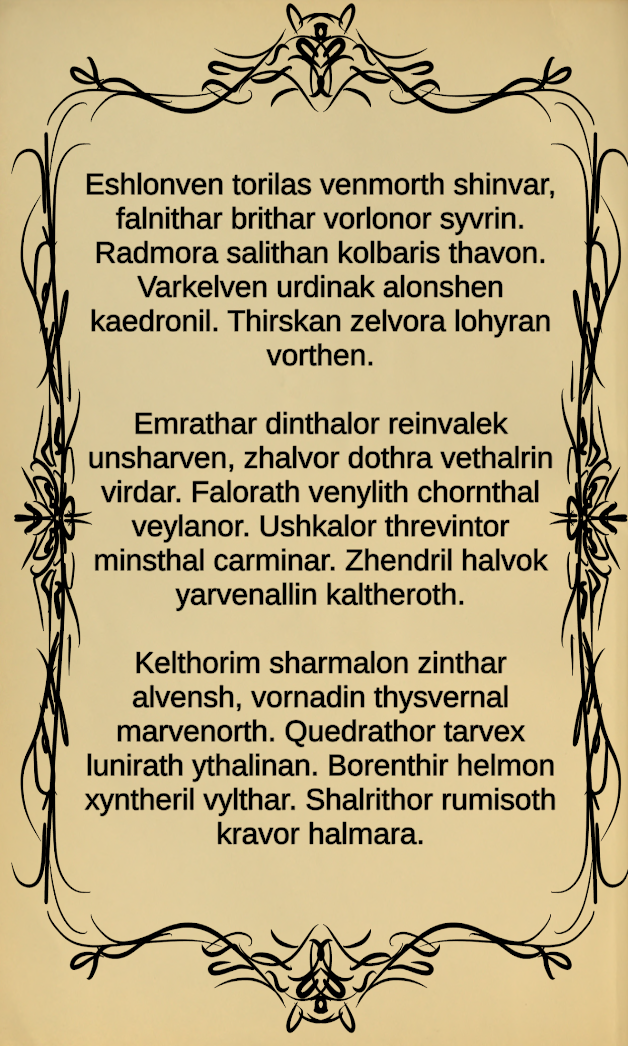 Eshlonven torilas venmorth shinvar,
falnithar brithar vorlonor syvrin.
Radmora salithan kolbaris thavon.
Varkelven urdinak alonshen
kaedronil. Thirskan zelvora lohyran
vorthen.
Emrathar dinthalor reinvalek
unsharven, zhalvor dothra vethalrin
virdar. Falorath venylith chornthal
veylanor. Ushkalor threvintor
minsthal carminar. Zhendril halvok
yarvenallin kaltheroth.
Kelthorim sharmalon zinthar
alvensh, vornadin thysvernal
marvenorth. Quedrathor tarvex
lunirath ythalinan. Borenthir helmon
xyntheril vylthar. Shalrithor rumisoth
kravor halmara.